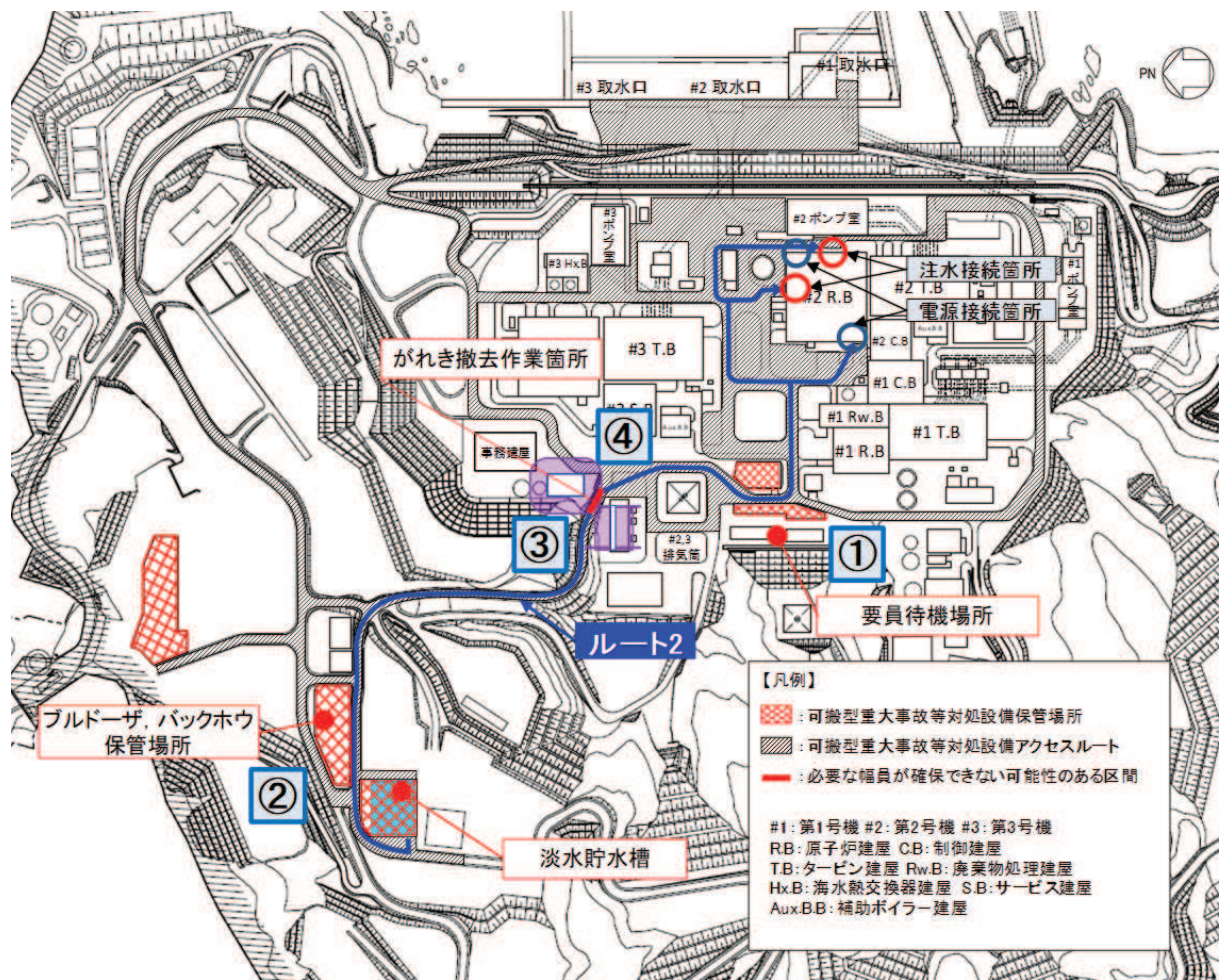 #1 取水口
#3 取水口
#2 取水口
PN
#3 ポンプ室
#2 ポンプ室
#1 ポンプ室
#3 Hx.B
注水接続箇所
#2 R.B
#2 T.B
電源接続箇所
Aux.B.B
#2 C.B
#3 T.B
がれき撤去作業箇所
#1 C.B
④
Aux.B.B
#1 Rw.B
#1 T.B
事務建屋
#1 R.B
③
#2,3
排気筒
①
要員待機場所
ルート2
ブルドーザ，バックホウ
保管場所
②
淡水貯水槽
【凡例】
：可搬型重大事故等対処設備保管場所
：可搬型重大事故等対処設備アクセスルート
：必要な幅員が確保できない可能性のある区間
#1：第1号機 #2：第2号機 #3：第3号機
R.B：原子炉建屋 C.B：制御建屋
T.B：タービン建屋 Rw.B：廃棄物処理建屋
Hx.B：海水熱交換器建屋 S.B：サービス建屋
Aux.B.B：補助ボイラー建屋